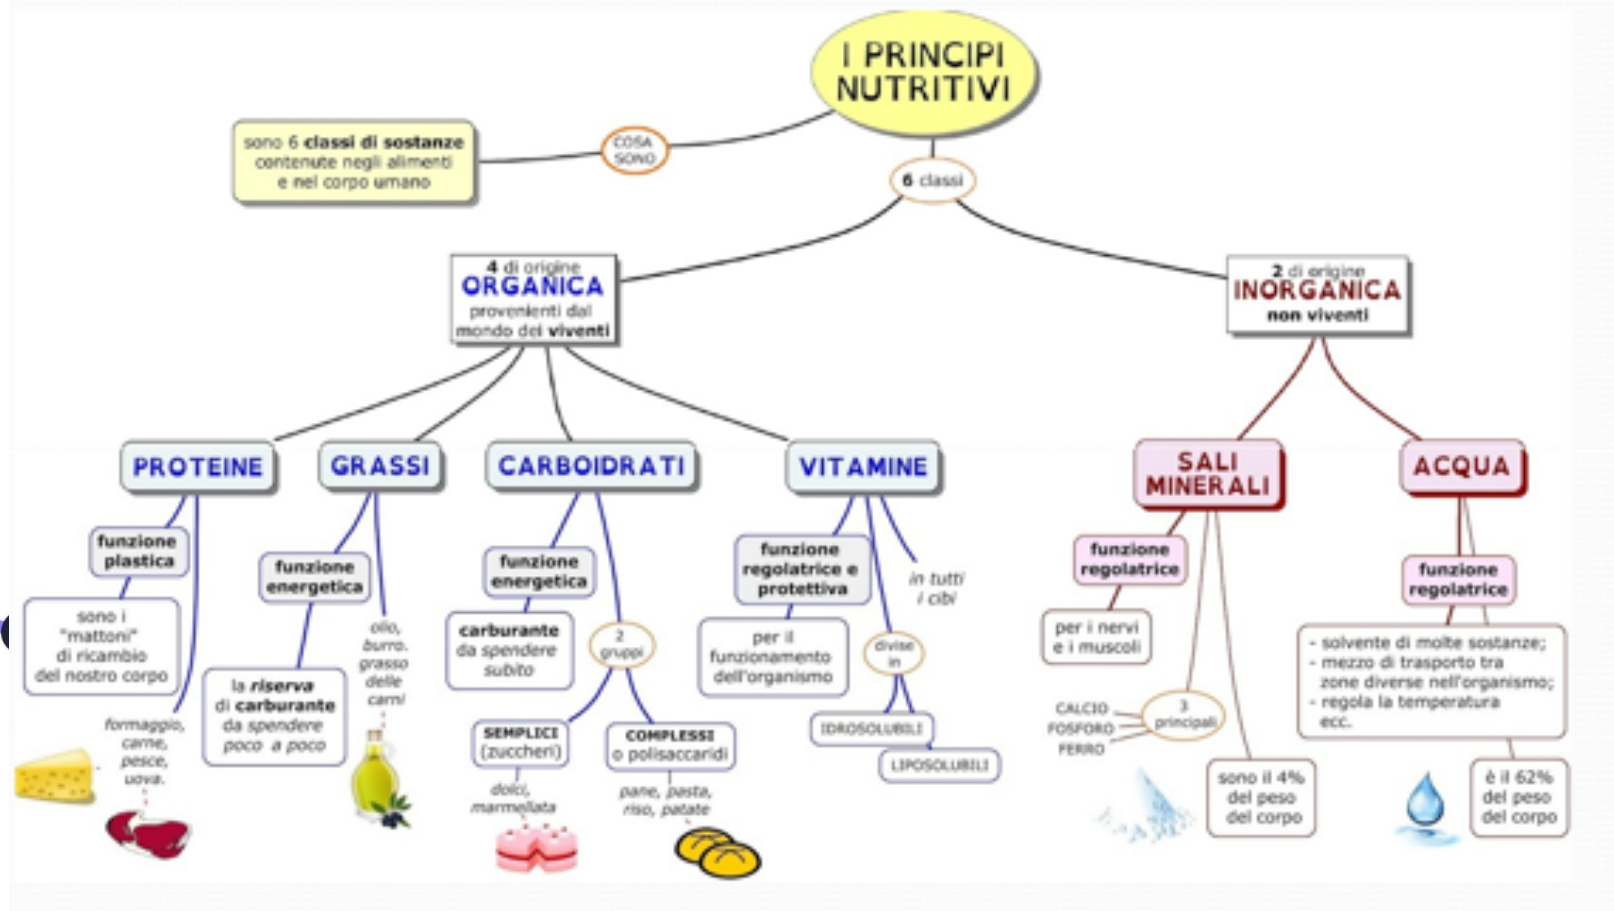 I PRINCIPI
NUTRITIVI
sono 6 classi di sostanze
contenute negli alimenti
e nel corpo umano
COSA
SONO
6 classi
4 di origine
ORGANICA
provenienti dal
mondo dei viventi
2 di origine
INORGANICA
non viventi
PROTEINE
GRASSI
CARBOIDRATI
VITAMINE
SALI
MINERALI
ACQUA
funzione
plastica
sono i
"mattoni"
di ricambio
del nostro corpo
formaggio,
carne,
pesce,
uova.
funzione
energetica
la riserva
di carburante
da spendere
poco a poco
olio,
burro.
grasso
delle
carni
funzione
energetica
carburante
da spendere
subito
2
gruppi
SEMPLICI
(zuccheri)
dolci,
marmellata
COMPLESSI
o polisaccaridi
pane, pasta,
riso, patate
funzione
regolatrice e
protettiva
per il
funzionamento
dell'organismo
divise
in
IDROSOLUBILI
LIPOSOLUBILI
in tutti
i cibi
funzione
regolatrice
per i nervi
e i muscoli
3
principali
CALCIO
FOSFORO
FERRO
sono il 4%
del peso
del corpo
funzione
regolatrice
- solvente di molte sostanze;
- mezzo di trasporto tra
zone diverse nell'organismo;
- regola la temperatura
ecc.
è il 62%
del peso
del corpo